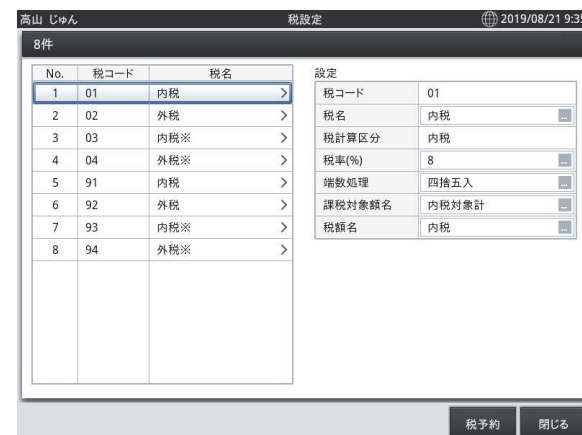 高山 じゅん 税設定 2019/08/21 9:35
8件
No. 税コード 税名
1 01 内税 >
2 02 外税 >
3 03 内税※ >
4 04 外税※ >
5 91 内税 >
6 92 外税 >
7 93 内税※ >
8 94 外税※ >
設定
税コード 01
税名 内税 ...
税計算区分 内税
税率(%) 8 ...
端数処理 四捨五入 ...
課税対象額名 内税対象計 ...
税額名 内税 ...
税予約 閉じる